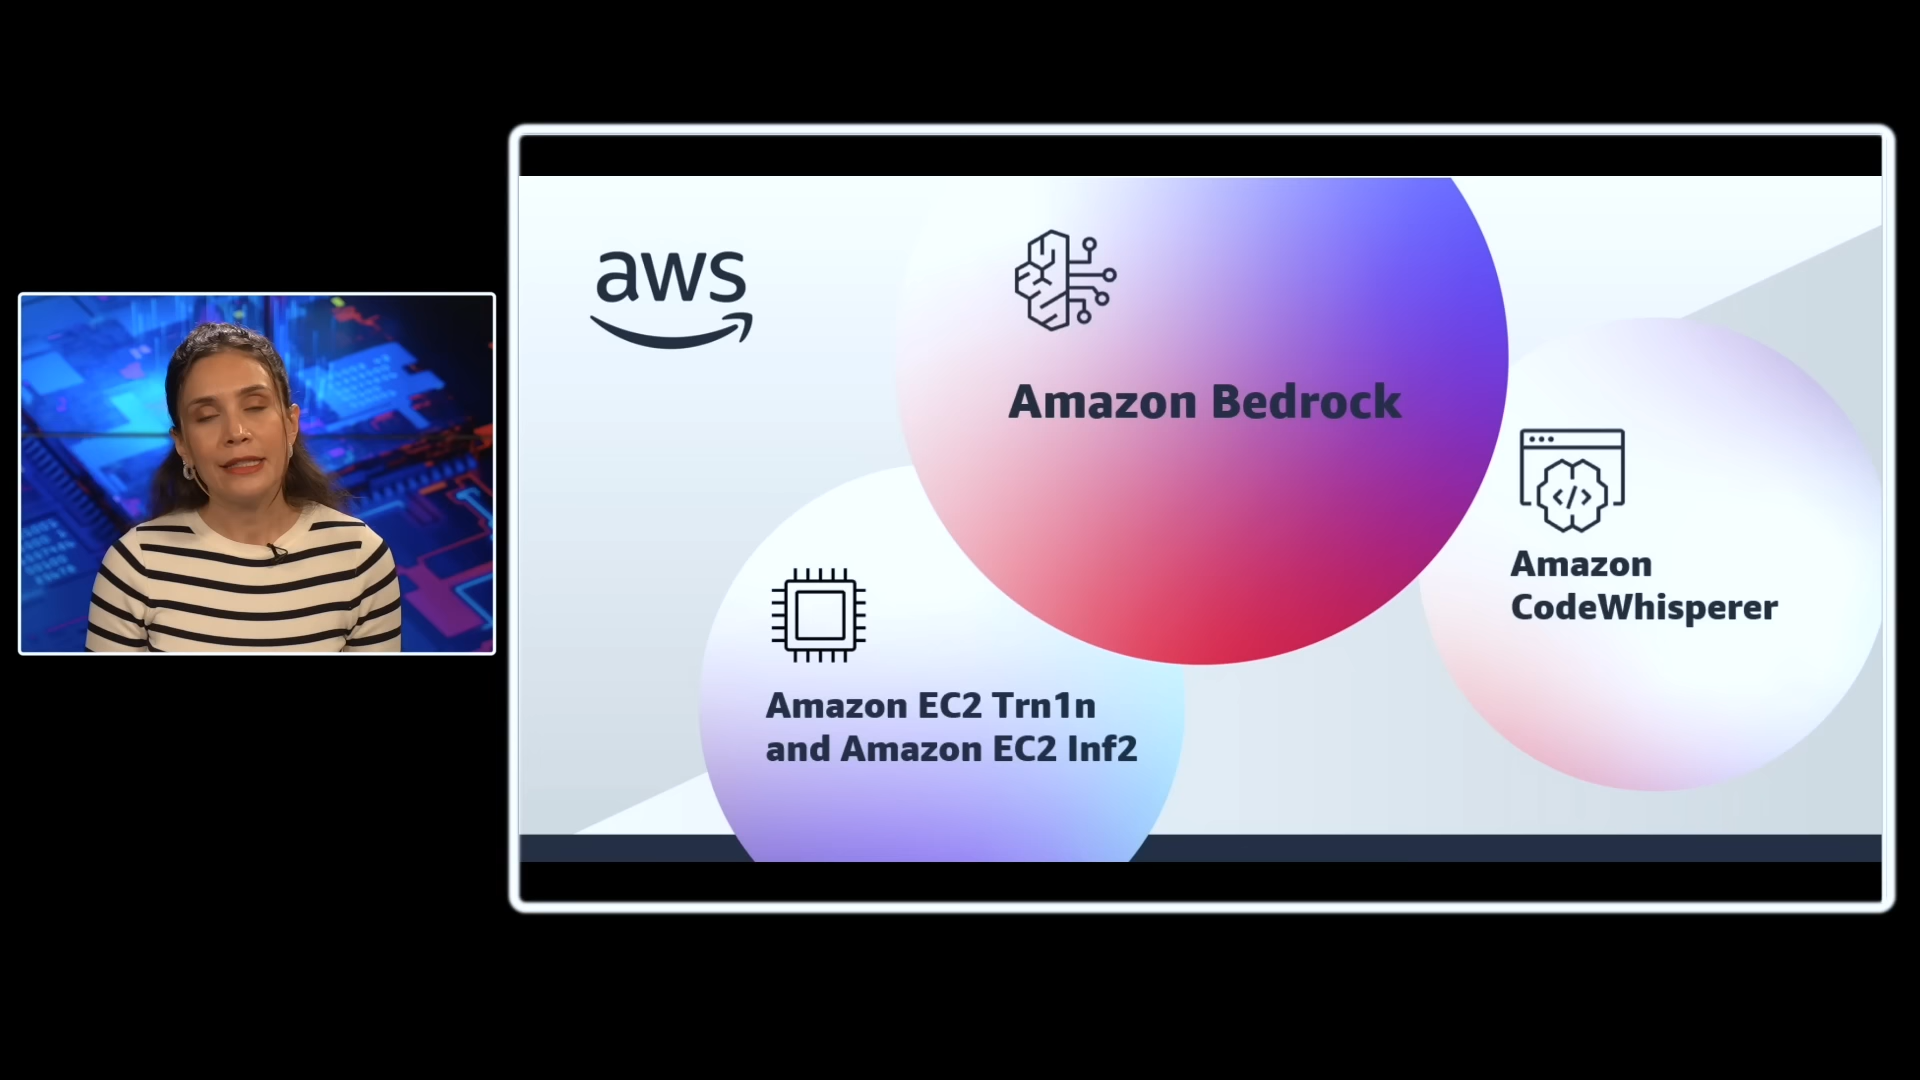 aws
Amazon Bedrock
Amazon
CodeWhisperer
Amazon EC2 Trn1n
and Amazon EC2 Inf2